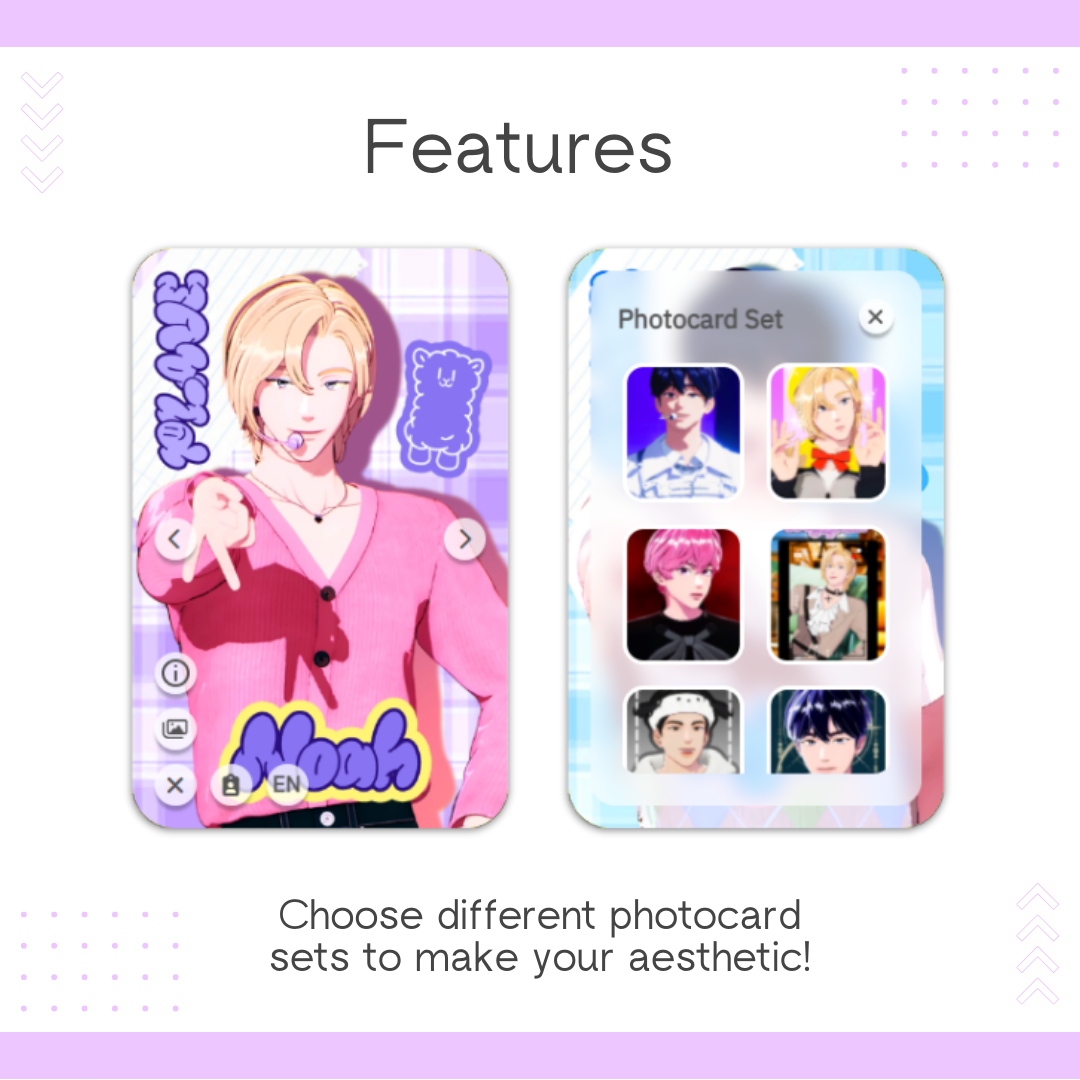 Features
Noah
EN
Photocard Set
Choose different photocard
sets to make your aesthetic!